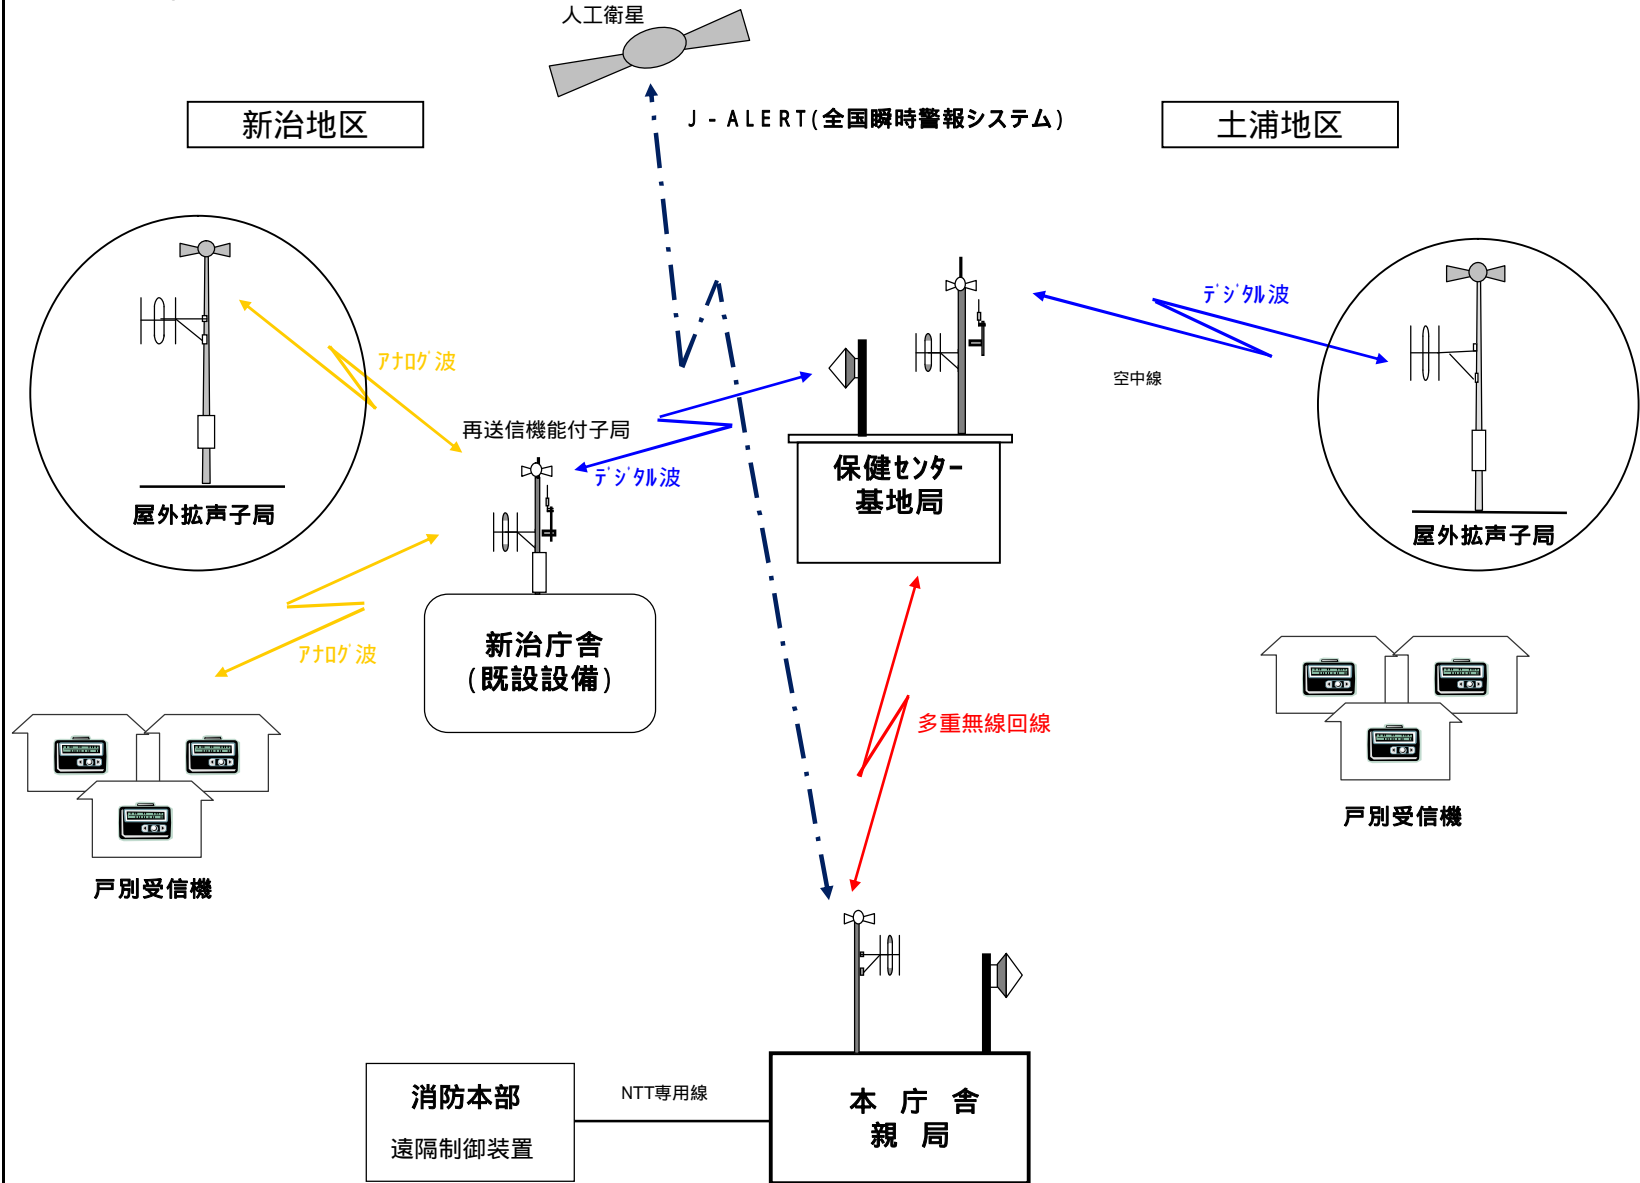 人工衛星
J-ALERT(全国瞬時警報システム)
新治地区
土浦地区
ﾃﾞｼﾞﾀﾙ波
ｱﾅﾛｸﾞ波
空中線
再送信機能付子局
ﾃﾞｼﾞﾀﾙ波
保健ｾﾝﾀｰ
基地局
屋外拡声子局
屋外拡声子局
新治庁舎
(既設設備)
ｱﾅﾛｸﾞ波
多重無線回線
戸別受信機
戸別受信機
消防本部
遠隔制御装置
NTT専用線
本庁舎
親局